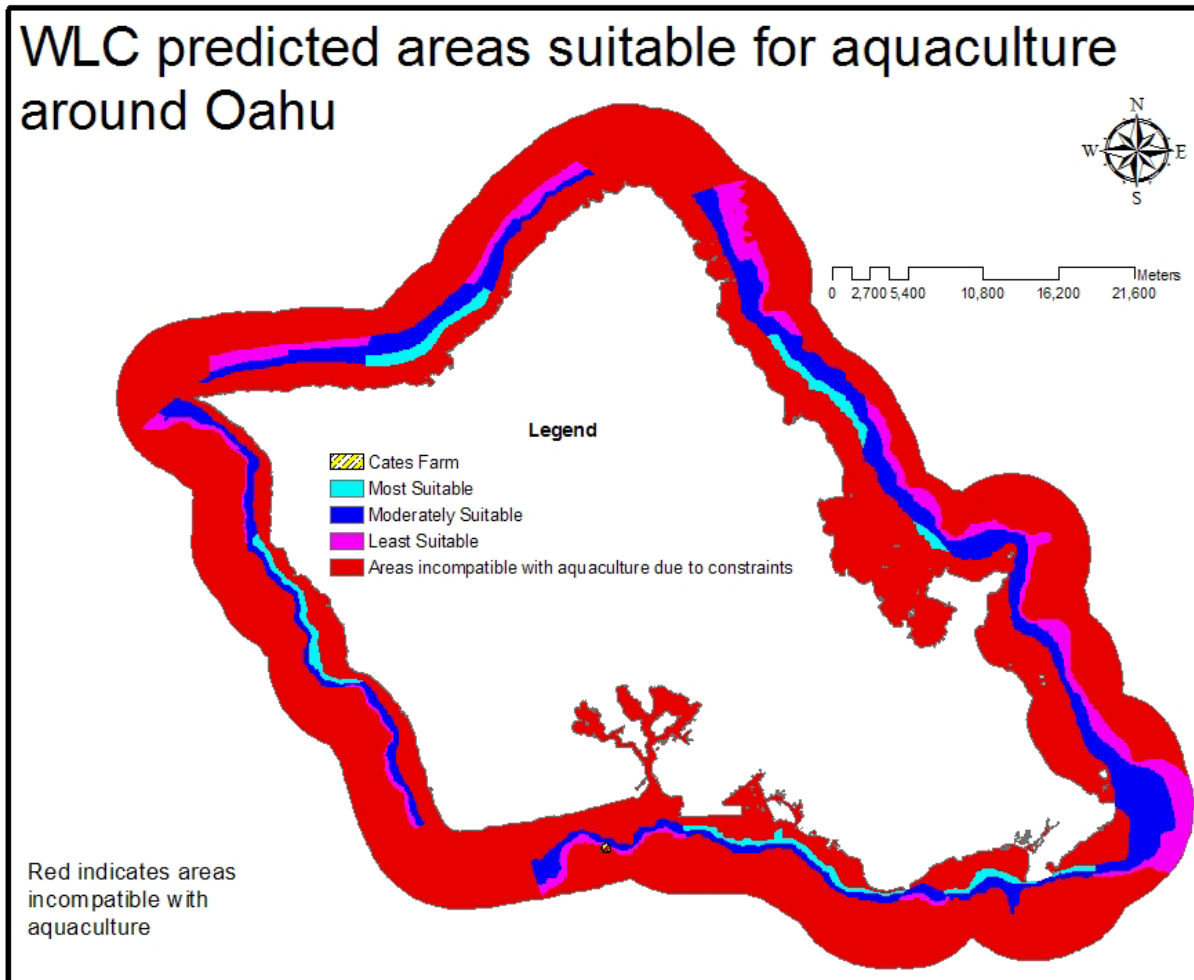 WLC predicted areas suitable for aquaculture
around Oahu
N
W E
S
Meters
0 2,700 5,400 10,800 16,200 21,600
Legend
Cates Farm
Most Suitable
Moderately Suitable
Least Suitable
Areas incompatible with aquaculture due to constraints
Red indicates areas
incompatible with
aquaculture